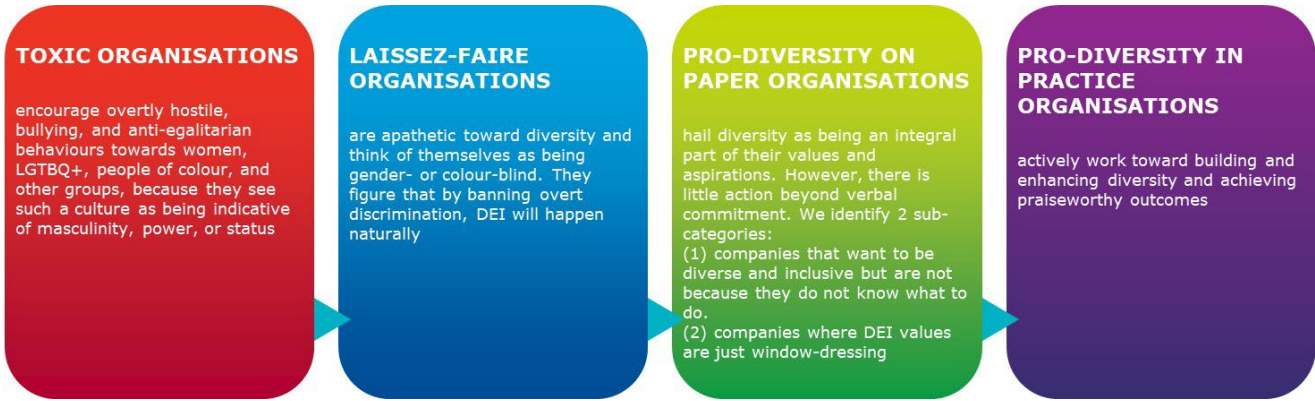 TOXIC ORGANISATIONS
encourage overtly hostile,
bullying, and anti-egalitarian
behaviours towards women,
LGTBQ+, people of colour, and
other groups, because they see
such a culture as being indicative
of masculinity, power, or status
LAISSEZ-FAIRE
ORGANISATIONS
are apathetic toward diversity and
think of themselves as being
gender- or colour-blind. They
figure that by banning overt
discrimination, DEI will happen
naturally
PRO-DIVERSITY ON
PAPER ORGANISATIONS
hail diversity as being an integral
part of their values and
aspirations. However, there is
little action beyond verbal
commitment. We identify 2 sub-
categories:
(1) companies that want to be
diverse and inclusive but are not
because they do not know what to
do.
(2) companies where DEI values
are just window-dressing
PRO-DIVERSITY IN
PRACTICE
ORGANISATIONS
actively work toward building and
enhancing diversity and achieving
praiseworthy outcomes